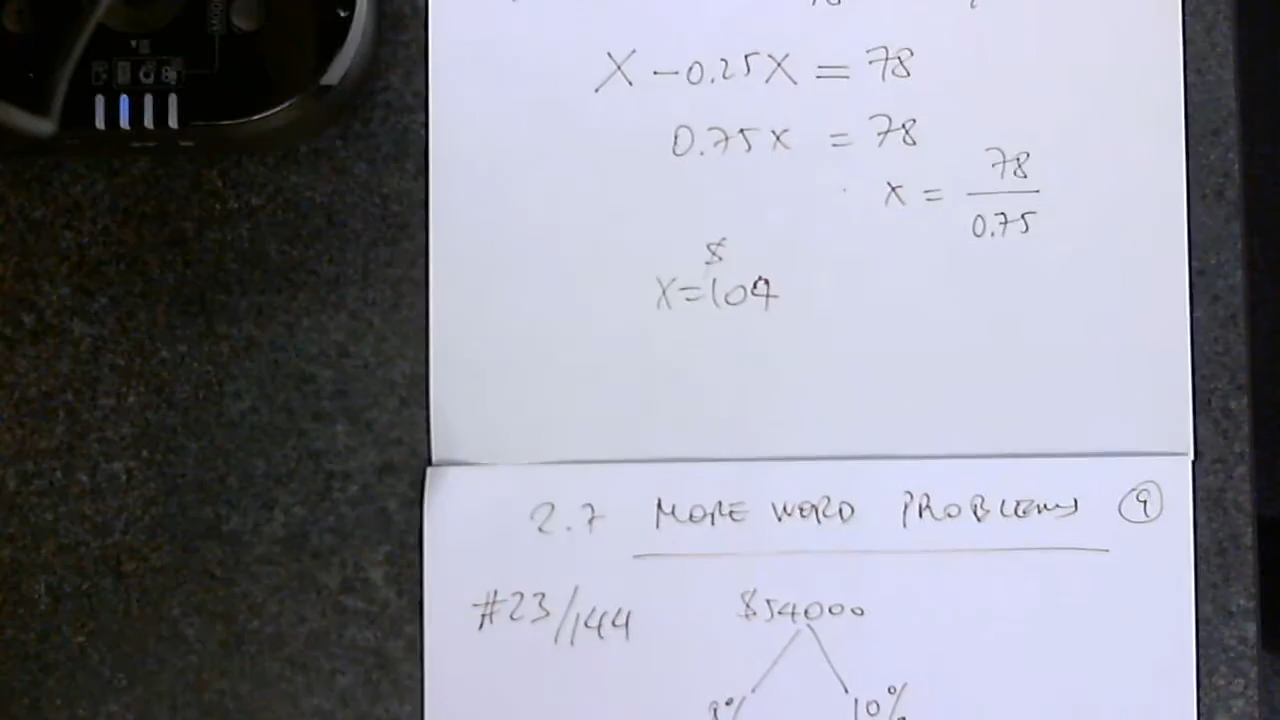 X - 0.25X = 78
0.75x = 78
x = 78/0.75
$
X=104
2.7 MORE WORD PROBLEMS 9
#23/144 $54000
10%